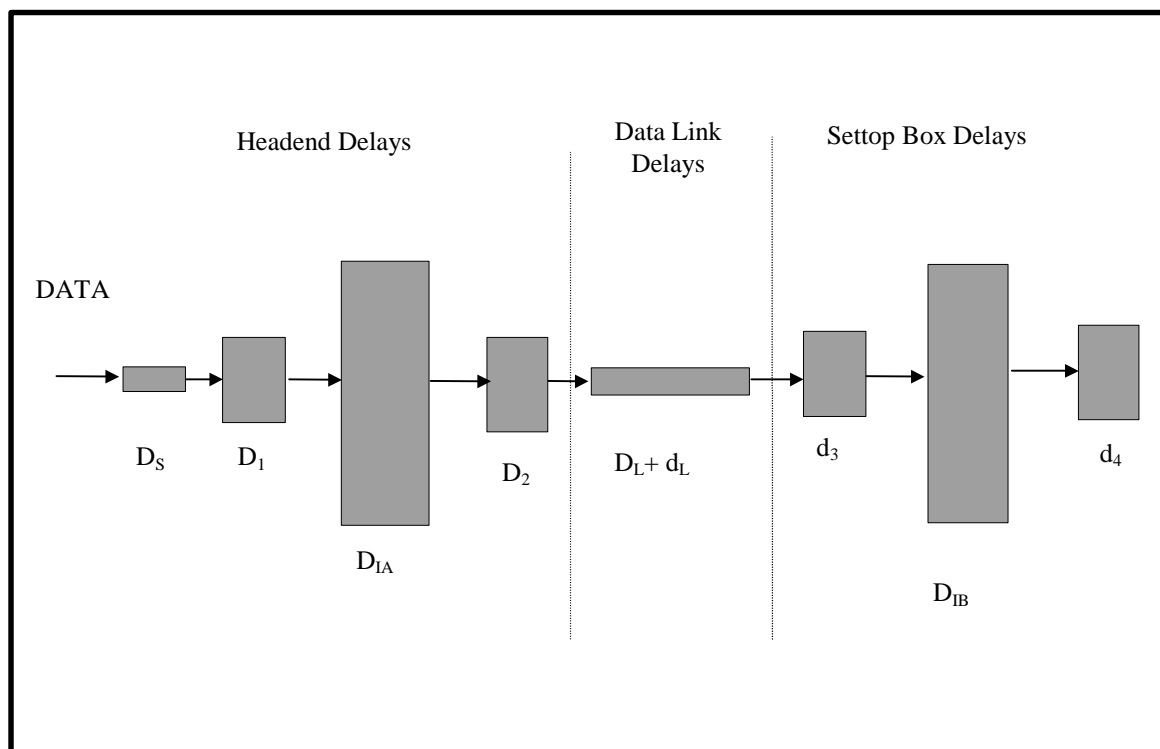 Headend Delays
Data Link
Delays
Settop Box Delays
DATA
D_S
D_1
D_IA
D_2
D_L+ d_L
d_3
D_IB
d_4